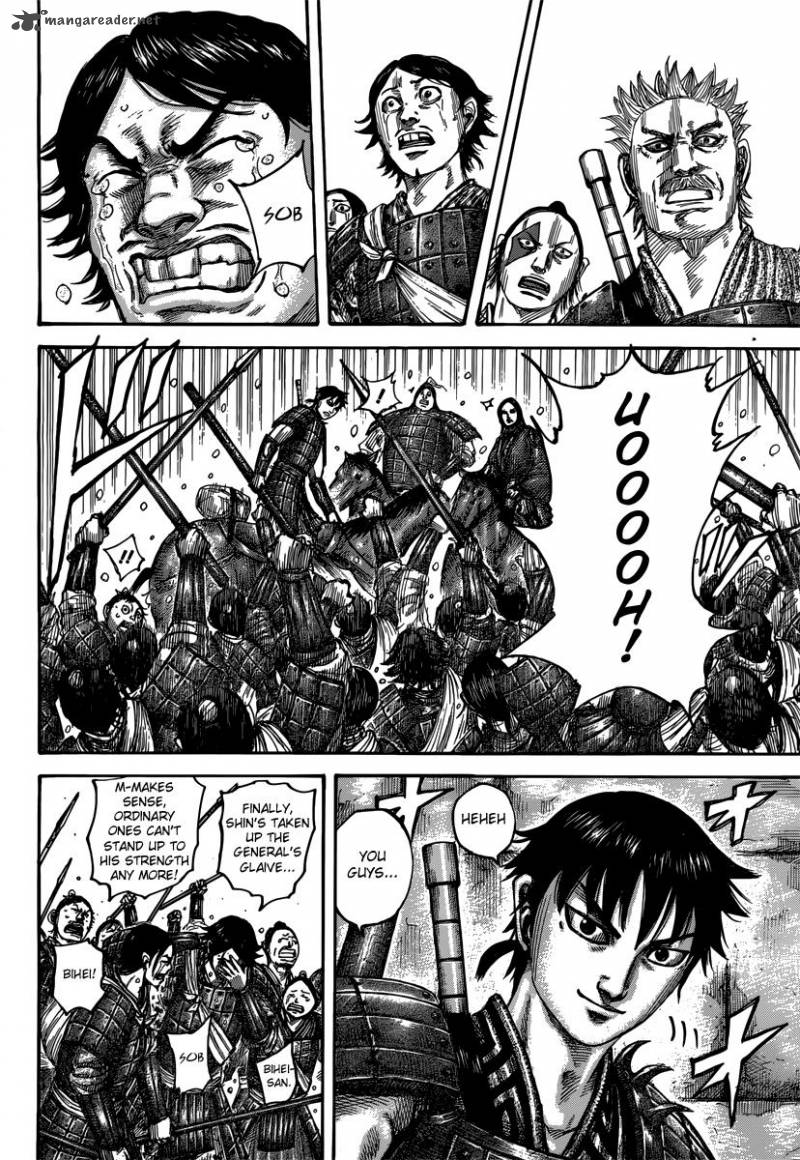 mangareader.net
SOB
!
UOOOOH!
!!
HEHEH
YOU
GUYS...
FINALLY,
SHIN'S TAKEN
UP THE
GENERAL'S
GLAIVE...
M-MAKES
SENSE,
ORDINARY
ONES CAN'T
STAND UP TO
HIS STRENGTH
ANY MORE!
BIHEI!
SOB
BIHEI-
SAN.